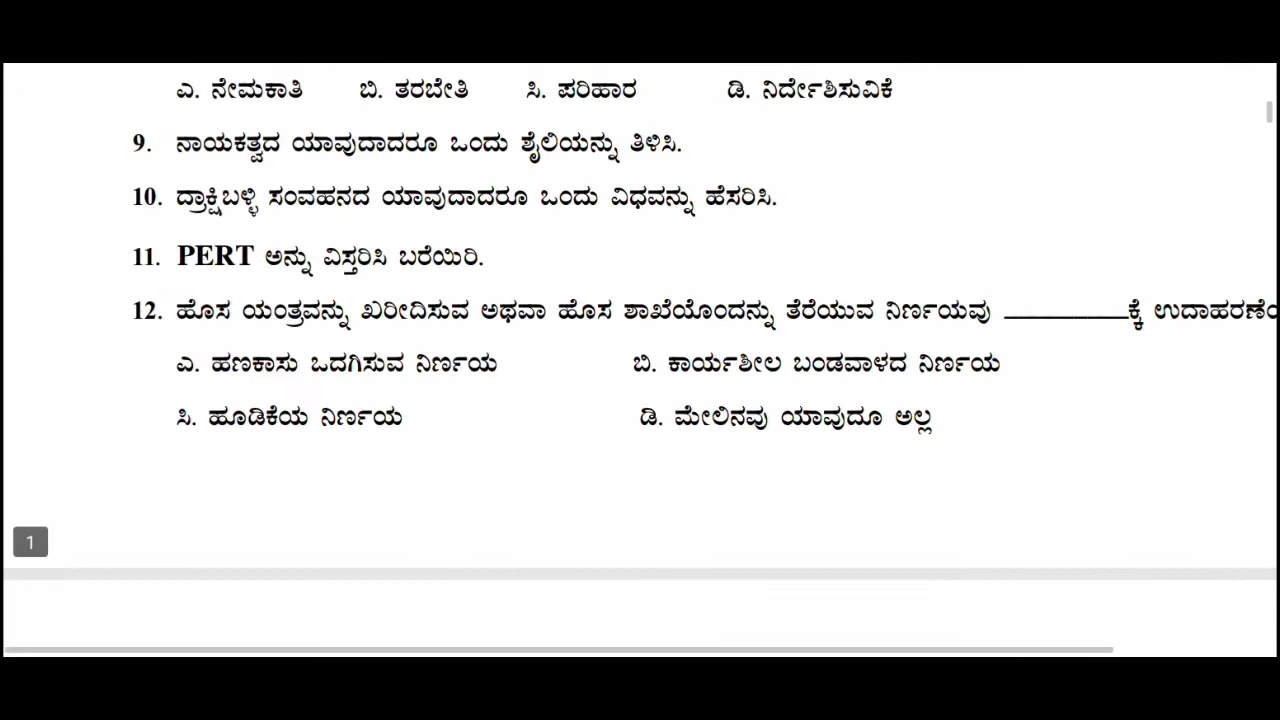 ಎ. ನೇಮಕಾತಿ ಬಿ. ತರಬೇತಿ ಸಿ. ಪರಿಹಾರ ಡಿ. ನಿರ್ದೇಶಿಸುವಿಕೆ
9. ನಾಯಕತ್ವದ ಯಾವುದಾದರೂ ಒಂದು ಶೈಲಿಯನ್ನು ತಿಳಿಸಿ.
10. ದ್ರಾಕ್ಷಿಬಳ್ಳಿ ಸಂವಹನದ ಯಾವುದಾದರೂ ಒಂದು ವಿಧವನ್ನು ಹೆಸರಿಸಿ.
11. PERT ಅನ್ನು ವಿಸ್ತರಿಸಿ ಬರೆಯಿರಿ.
12. ಹೊಸ ಯಂತ್ರವನ್ನು ಖರೀದಿಸುವ ಅಥವಾ ಹೊಸ ಶಾಖೆಯೊಂದನ್ನು ತೆರೆಯುವ ನಿರ್ಣಯವು __________ಕ್ಕೆ
ಎ. ಹಣಕಾಸು ಒದಗಿಸುವ ನಿರ್ಣಯ ಬಿ. ಕಾರ್ಯಶೀಲ ಬಂಡವಾಳದ ನಿರ್ಣಯ
ಸಿ. ಹೂಡಿಕೆಯ ನಿರ್ಣಯ ಡಿ. ಮೇಲಿನವು ಯಾವುದೂ ಅಲ್ಲ
1